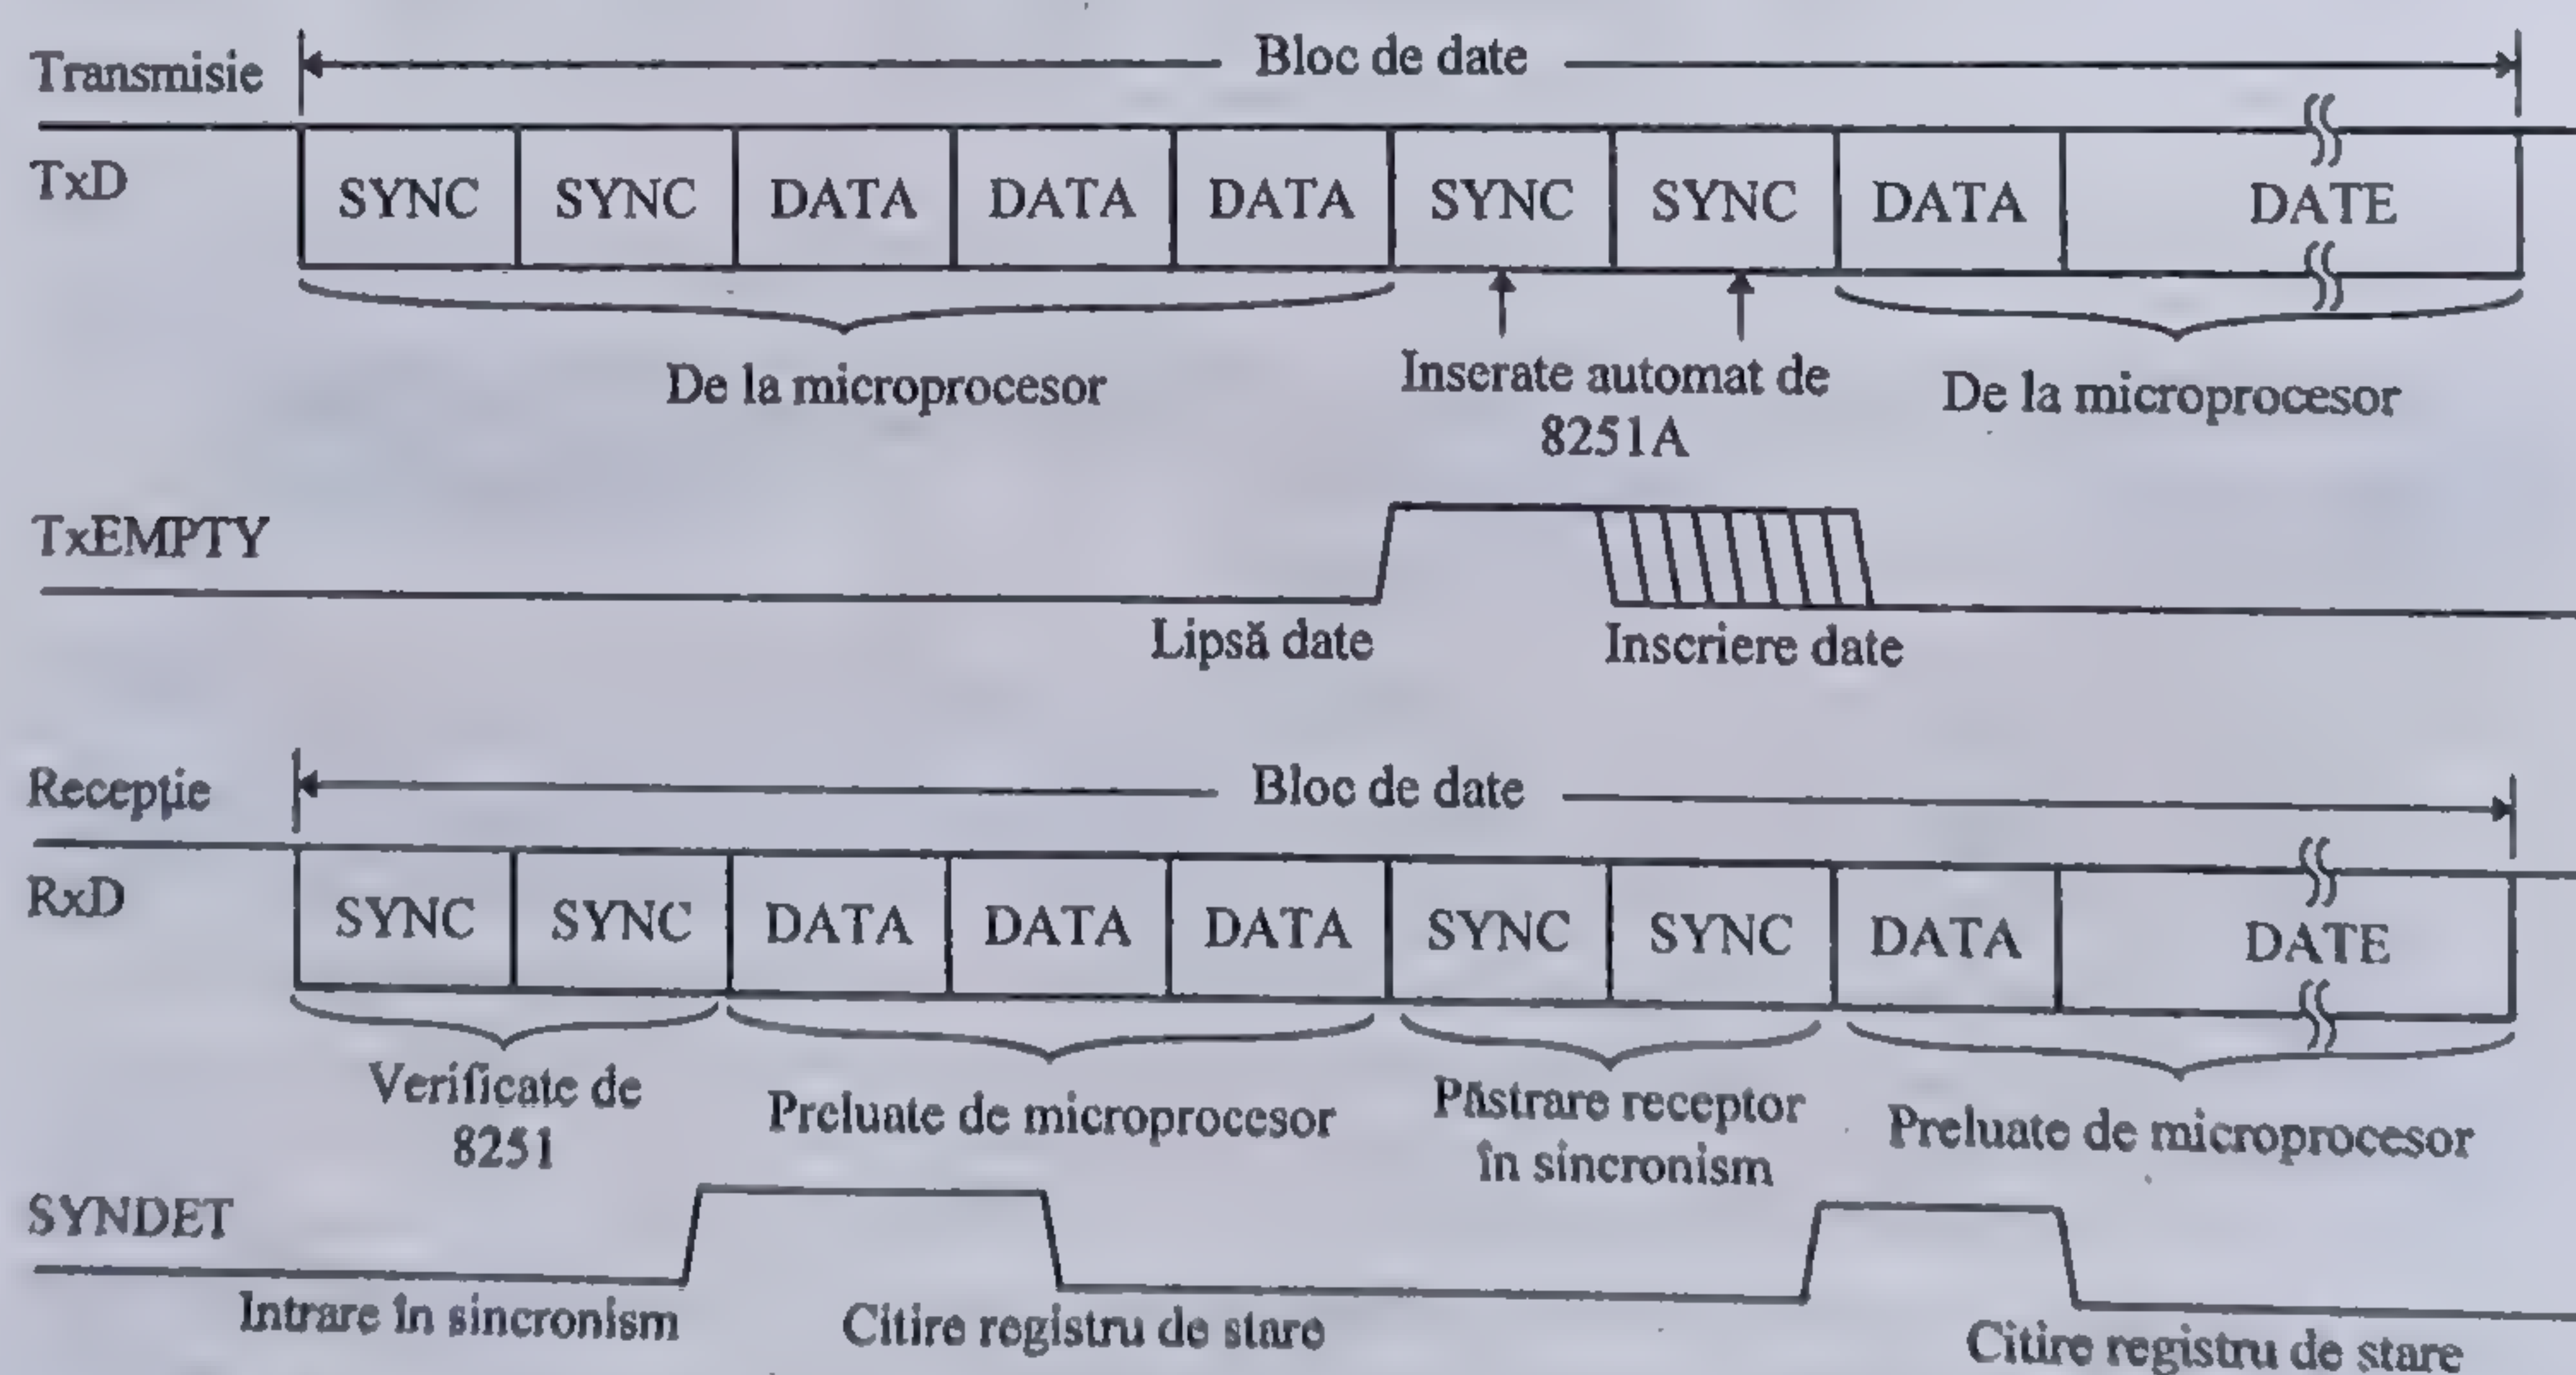 Transmisie
Bloc de date
TxD
SYNC SYNC DATA DATA DATA SYNC SYNC DATA DATE
De la microprocesor
Inserate automat de
8251A
De la microprocesor
TxEMPTY
Lipsă date
Inscriere date
Recepţie
Bloc de date
RxD
SYNC SYNC DATA DATA DATA SYNC SYNC DATA DATE
Verificate de
8251
Preluate de microprocesor
Păstrare receptor
în sincronism
Preluate de microprocesor
SYNDET
Intrare în sincronism
Citire registru de stare
Citire registru de stare